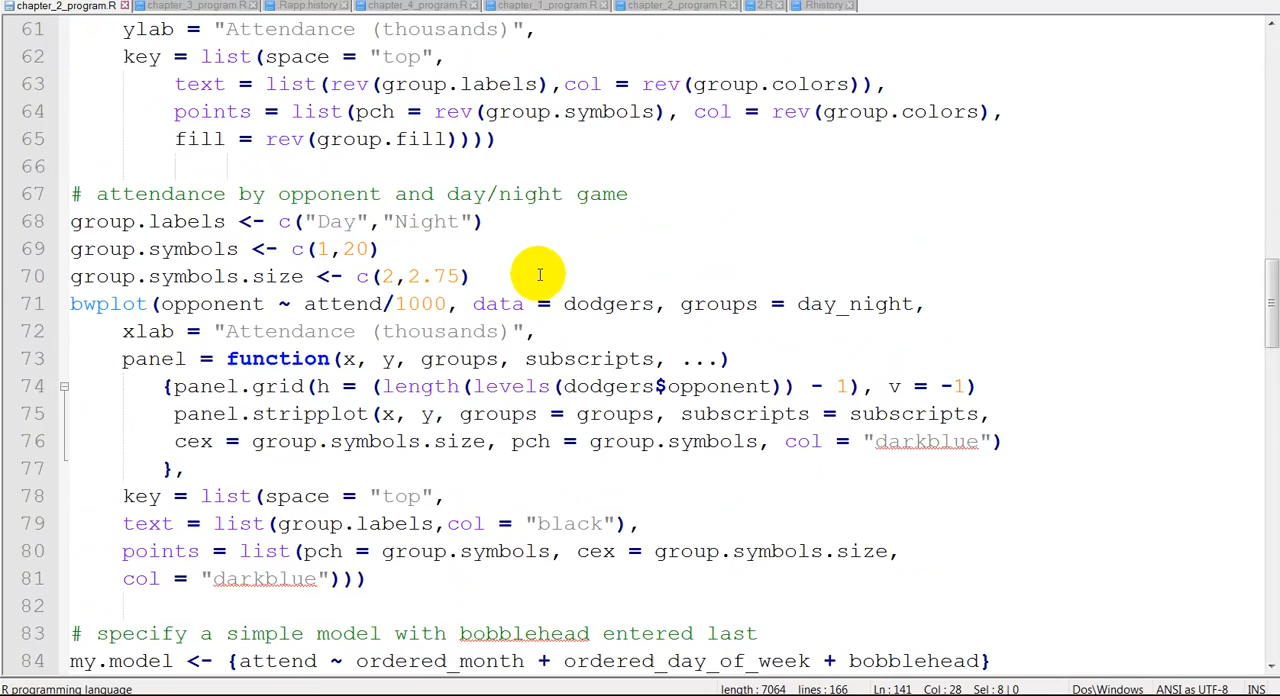 chapter_2_program.R chapter_3_program.R Rapp.history chapter_4_program.R chapter_1_program.R chapter_2_program.R 2.R Rhistory
61 ylab = "Attendance (thousands)",
62 key = list(space = "top",
63 text = list(rev(group.labels),col = rev(group.colors)),
64 points = list(pch = rev(group.symbols), col = rev(group.colors),
65 fill = rev(group.fill))))
66
67 # attendance by opponent and day/night game
68 group.labels <- c("Day","Night")
69 group.symbols <- c(1,20)
70 group.symbols.size <- c(2,2.75)
71 bwplot(opponent ~ attend/1000, data = dodgers, groups = day_night,
72 xlab = "Attendance (thousands)",
73 panel = function(x, y, groups, subscripts, ...)
74 {panel.grid(h = (length(levels(dodgers$opponent)) - 1), v = -1)
75 panel.stripplot(x, y, groups = groups, subscripts = subscripts,
76 cex = group.symbols.size, pch = group.symbols, col = "darkblue")
77 },
78 key = list(space = "top",
79 text = list(group.labels,col = "black"),
80 points = list(pch = group.symbols, cex = group.symbols.size,
81 col = "darkblue")))
82
83 # specify a simple model with bobblehead entered last
84 my.model <- {attend ~ ordered_month + ordered_day_of_week + bobblehead}
R programming language length : 7064 lines : 166 Ln : 141 Col : 28 Sel : 8 | 0 Dos\Windows ANSI as UTF-8 INS